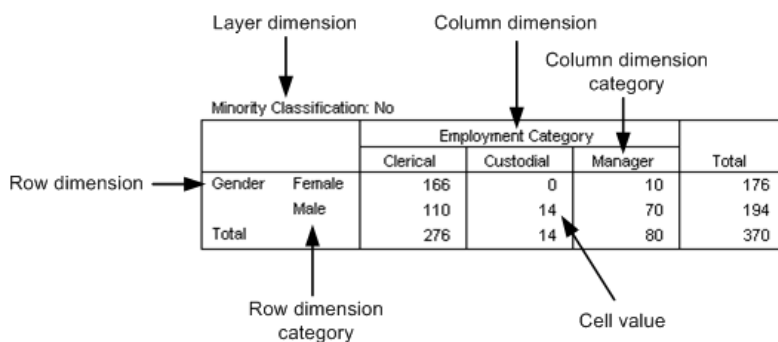 Layer dimension
Column dimension
Column dimension
category
Minority Classification: No
Employment Category
Clerical Custodial Manager Total
Row dimension
Gender Female 166 0 10 176
Male 110 14 70 194
Total 276 14 80 370
Row dimension
category
Cell value